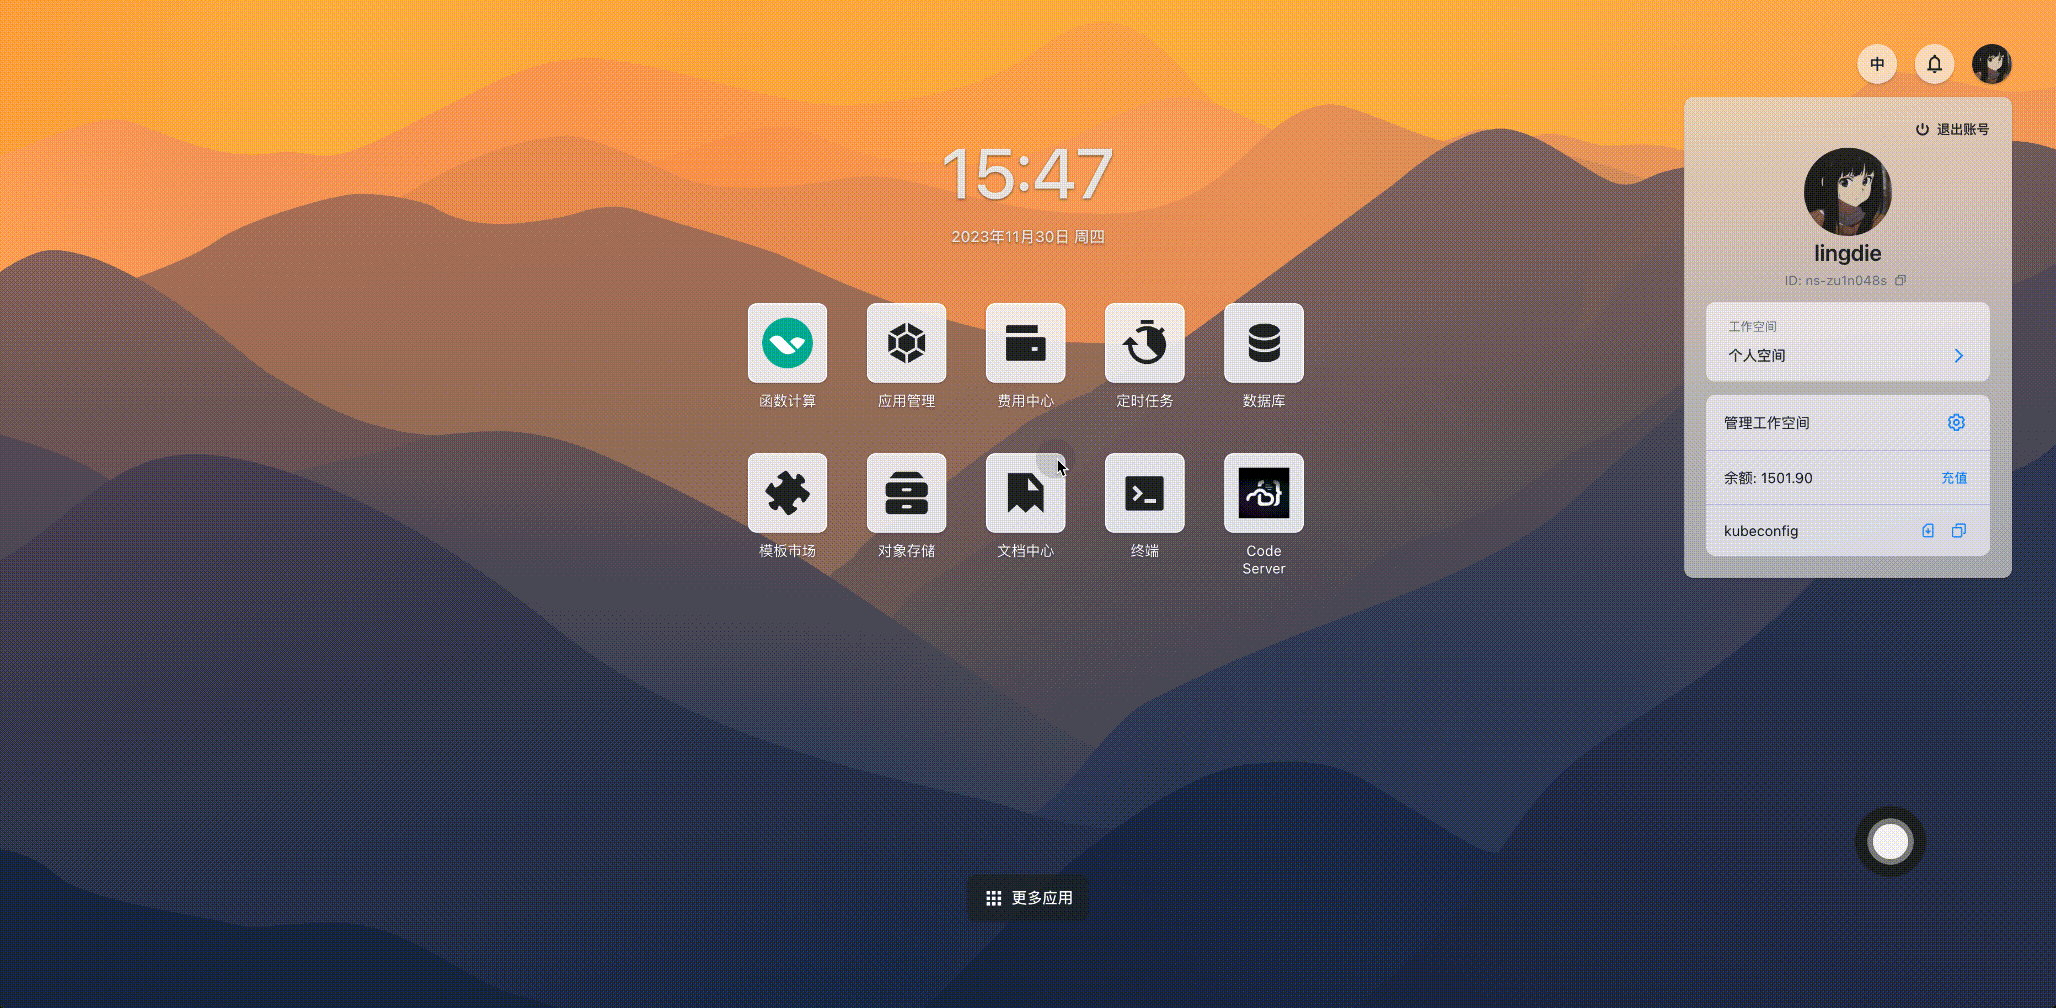 中
退出账号
15:47
2023年11月30日 周四
lingdie
ID: ns-zu1n048s
工作空间
个人空间
管理工作空间
余额: 1501.90 充值
kubeconfig
函数计算 应用管理 费用中心 定时任务 数据库
模板市场 对象存储 文档中心 终端 Code
Server
更多应用